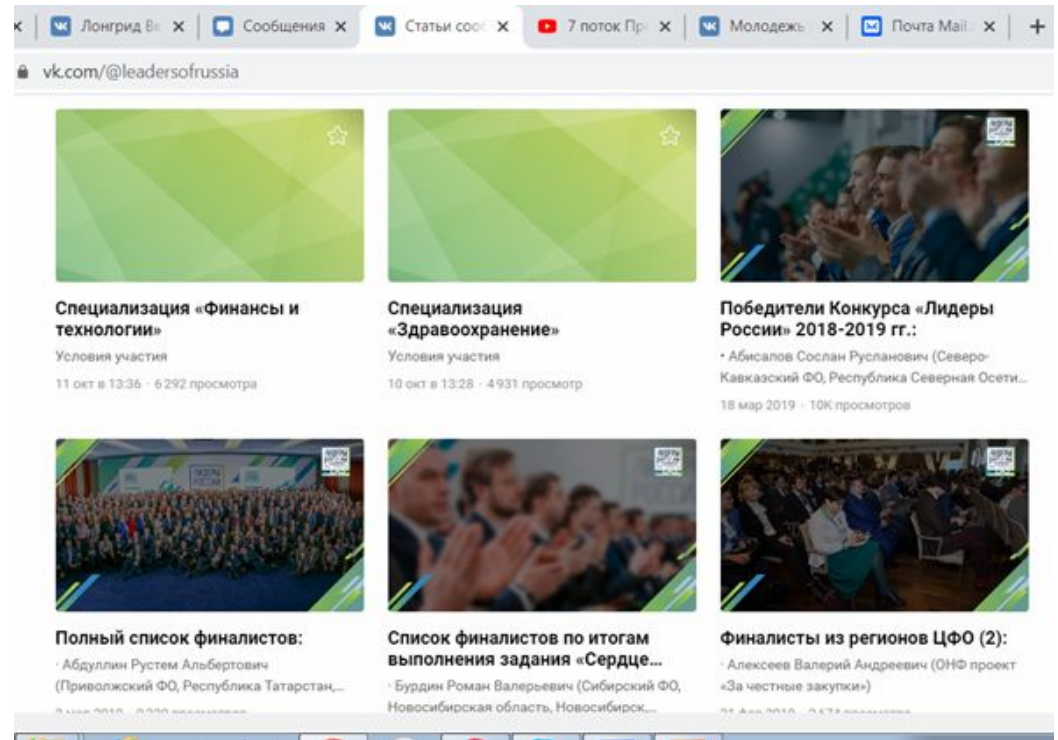 Лонгрид Ві
Сообщения
Статьи соо
7 поток Пр
Молодежь
Почта Mail.
vk.com/@leadersofrussia
ЛИДЕРЫ РОССИИ
Специализация «Финансы и
технологии»
Условия участия
11 окт в 13:36 · 6 292 просмотра
Специализация
«Здравоохранение»
Условия участия
10 окт в 13:28 · 4 931 просмотр
Победители Конкурса «Лидеры
России» 2018-2019 гг.:
• Абисалов Сослан Русланович (Северо-
Кавказский ФО, Республика Северная Осети...
18 мар 2019 · 10K просмотров
ЛИДЕРЫ
РОССИИ
Полный список финалистов:
· Абдуллин Рустем Альбертович
(Приволжский ФО, Республика Татарстан,...
Список финалистов по итогам
выполнения задания «Сердце...
· Бурдин Роман Валерьевич (Сибирский ФО,
Новосибирская область, Новосибирск,...
Финалисты из регионов ЦФО (2):
· Алексеев Валерий Андреевич (ОНФ проект
«За честные закупки»)